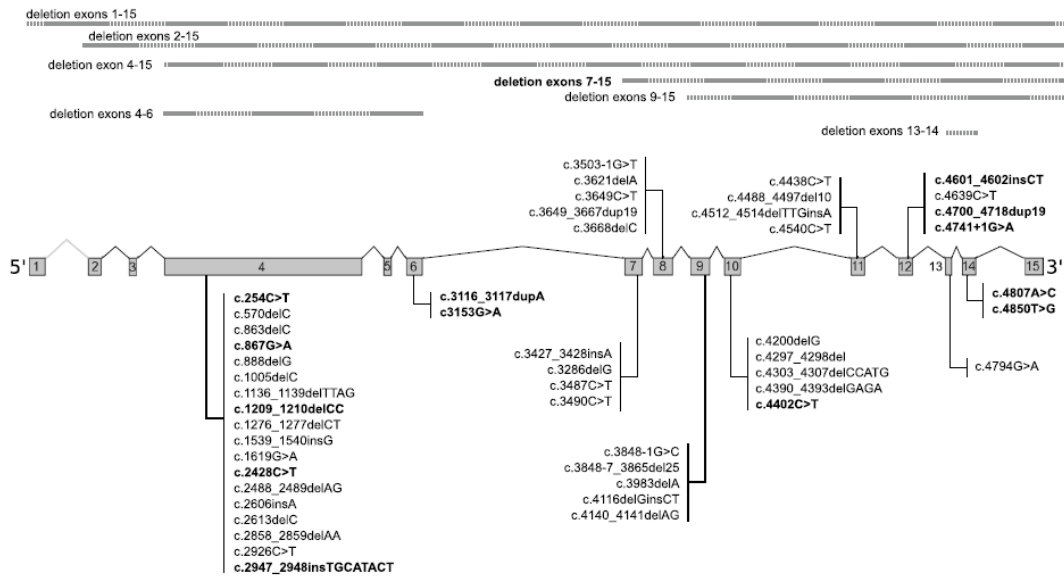 deletion exons 1-15
deletion exons 2-15
deletion exon 4-15
deletion exons 7-15
deletion exons 9-15
deletion exons 4-6
deletion exons 13-14
c.3503-1G>T
c.3621delA
c.3649C>T
c.3649_3667dup19
c.3668delC
c.4438C>T
c.4488_4497del10
c.4512_4514delTTGinsA
c.4540C>T
c.4601_4602insCT
c.4639C>T
c.4700_4718dup19
c.4741+1G>A
5' 1 2 3 4 5 6 7 8 9 10 11 12 13 14 15 3'
c.254C>T
c.570delC
c.863delC
c.867G>A
c.888delG
c.1005delC
c.1136_1139delTTAG
c.1209_1210delCC
c.1276_1277delCT
c.1539_1540insG
c.1619G>A
c.2428C>T
c.2488_2489delAG
c.2606insA
c.2613delC
c.2858_2859delAA
c.2926C>T
c.2947_2948insTGCATACT
c.3116_3117dupA
c3153G>A
c.3427_3428insA
c.3286delG
c.3487C>T
c.3490C>T
c.3848-1G>C
c.3848-7_3865del25
c.3983delA
c.4116delGinsCT
c.4140_4141delAG
c.4200delG
c.4297_4298del
c.4303_4307delCCATG
c.4390_4393delGAGA
c.4402C>T
c.4807A>C
c.4850T>G
c.4794G>A